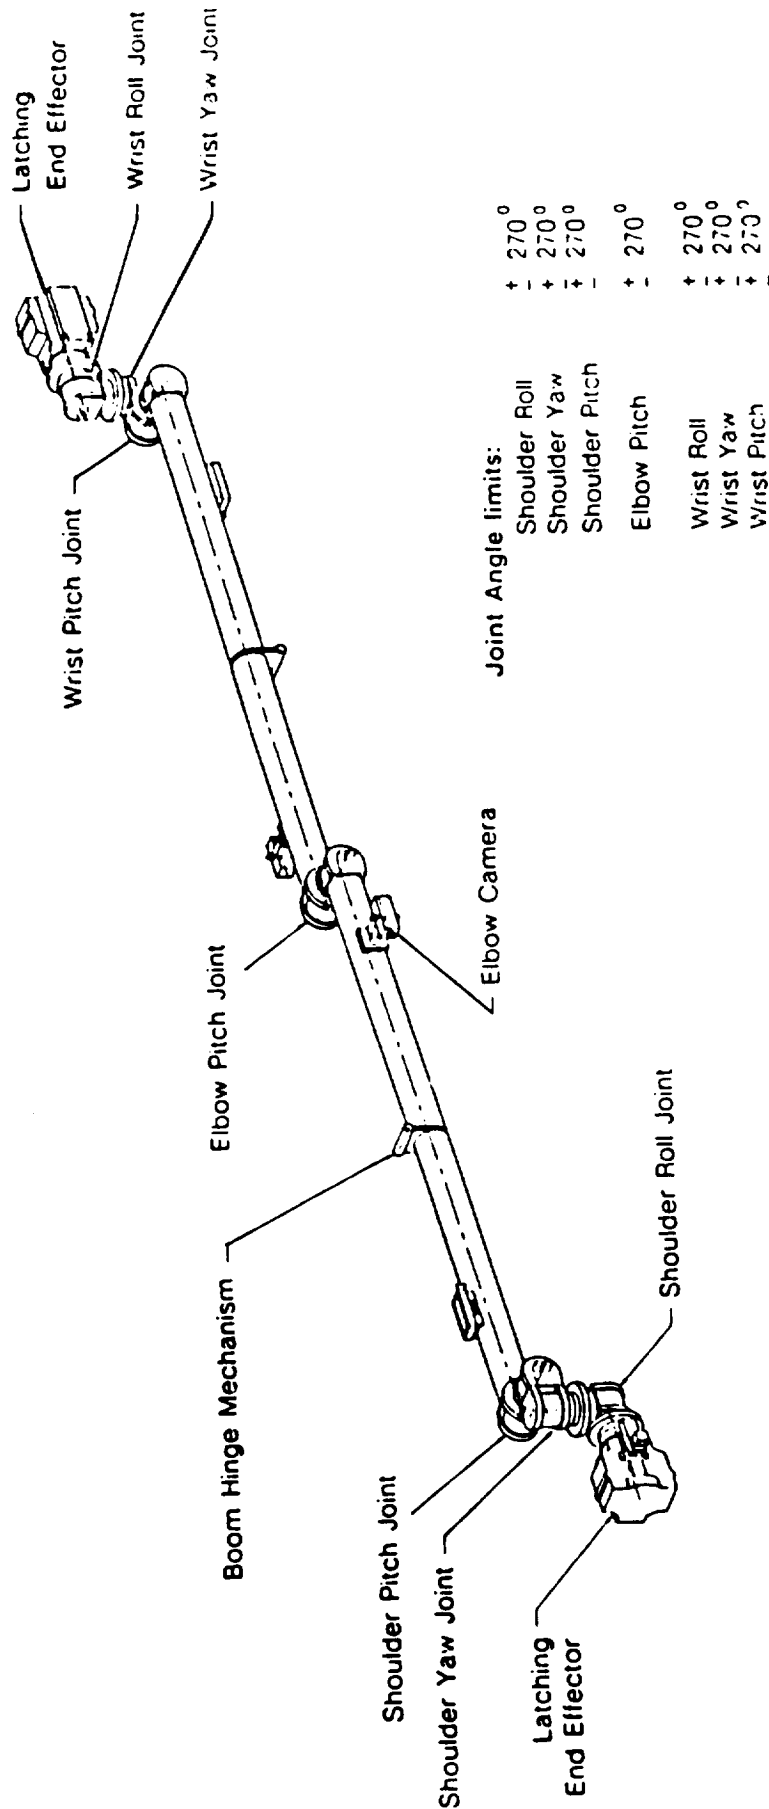 Latching
End Effector
Wrist Roll Joint
Wrist Yaw Joint
Wrist Pitch Joint
Elbow Pitch Joint
Elbow Camera
Boom Hinge Mechanism
Shoulder Roll Joint
Shoulder Pitch Joint
Shoulder Yaw Joint
Latching
End Effector
Joint Angle limits:
Shoulder Roll ± 270°
Shoulder Yaw ± 270°
Shoulder Pitch ± 270°
Elbow Pitch ± 270°
Wrist Roll ± 270°
Wrist Yaw ± 270°
Wrist Pitch ± 270°